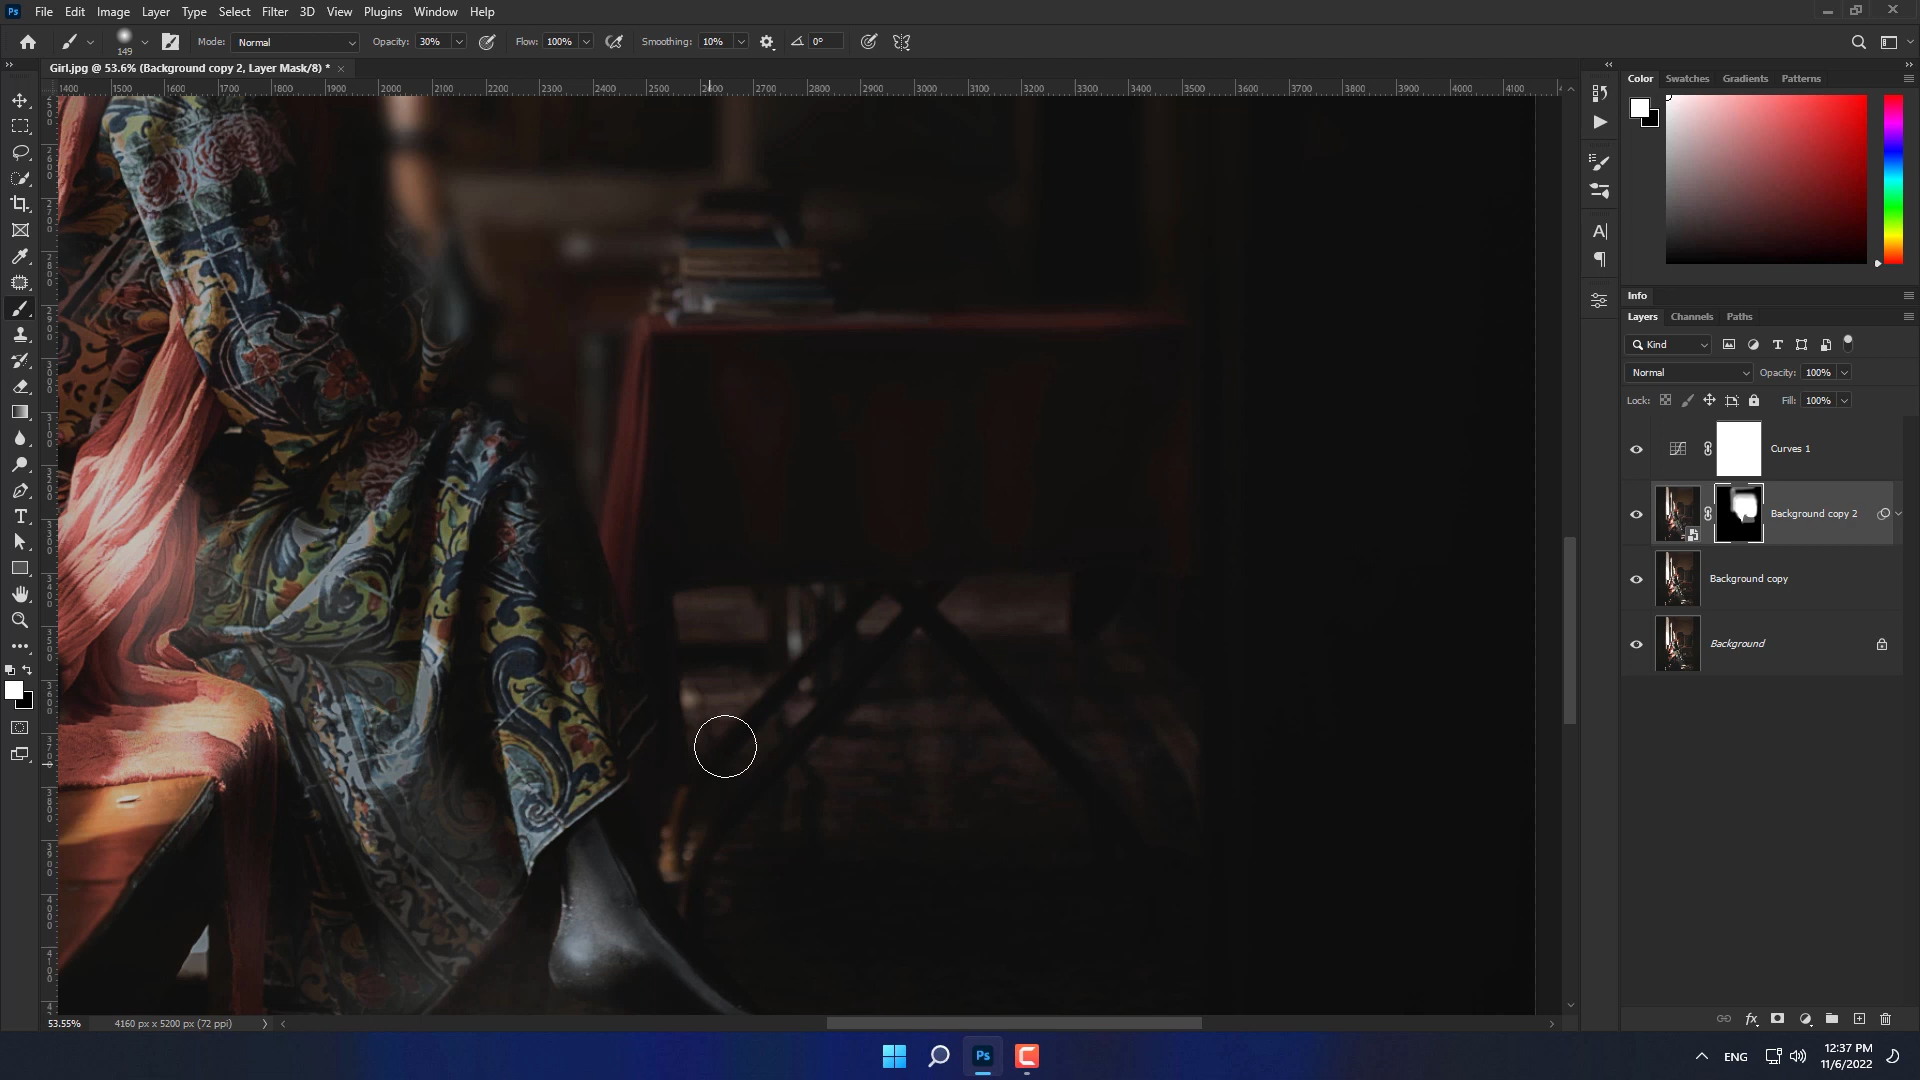 Ps File Edit Image Layer Type Select Filter 3D View Plugins Window Help
149 Mode: Normal Opacity: 30% Flow: 100% Smoothing: 10% 0°
Girl.jpg @ 53.6% (Background copy 2, Layer Mask/8) * ×
1400 1500 1600 1700 1800 1900 2000 2100 2200 2300 2400 2500 2600 2700 2800 2900 3000 3100 3200 3300 3400 3500 3600 3700 3800 3900 4000 4100
Color Swatches Gradients Patterns
Info
Layers Channels Paths
Kind
Normal Opacity: 100%
Lock: Fill: 100%
Curves 1
Background copy 2
Background copy
Background
53.55% 4160 px x 5200 px (72 ppi)
ENG
12:37 PM
11/6/2022